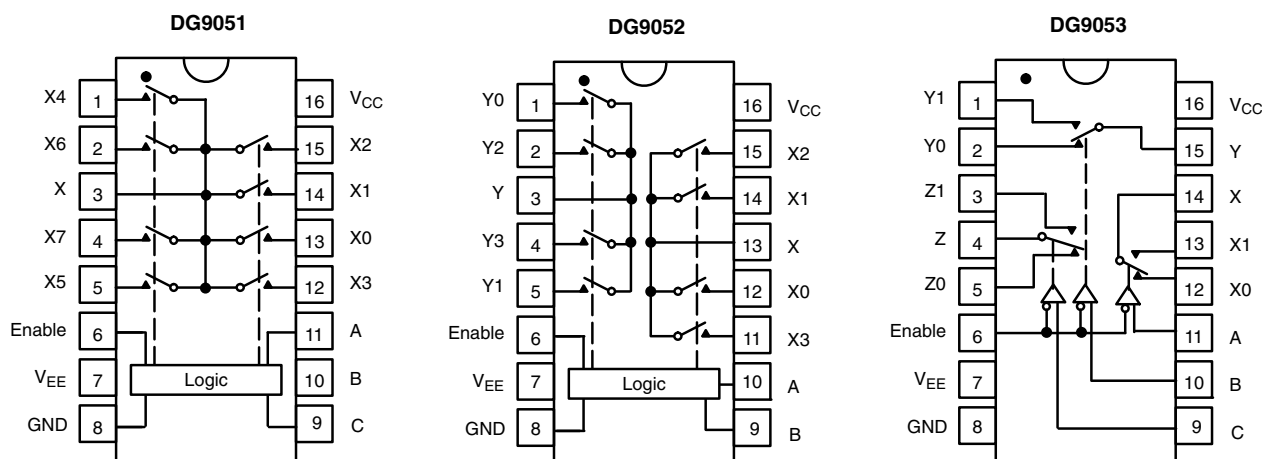 DG9051
X4 1 16 VCC
X6 2 15 X2
X 3 14 X1
X7 4 13 X0
X5 5 12 X3
Enable 6 11 A
VEE 7 Logic 10 B
GND 8 9 C
DG9052
Y0 1 16 VCC
Y2 2 15 X2
Y 3 14 X1
Y3 4 13 X
Y1 5 12 X0
Enable 6 11 X3
VEE 7 Logic 10 A
GND 8 9 B
DG9053
Y1 1 16 VCC
Y0 2 15 Y
Z1 3 14 X
Z 4 13 X1
Z0 5 12 X0
Enable 6 11 A
VEE 7 10 B
GND 8 9 C